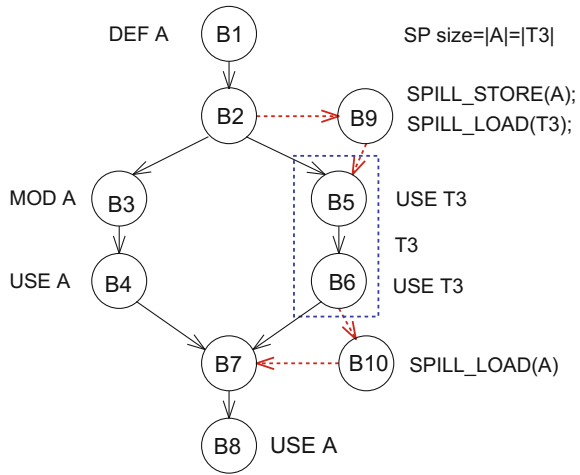 DEF A
B1
SP size=|A|=|T3|
B2
B9
SPILL_STORE(A);
SPILL_LOAD(T3);
MOD A
B3
B5
USE T3
T3
USE A
B4
B6
USE T3
B7
B10
SPILL_LOAD(A)
B8
USE A